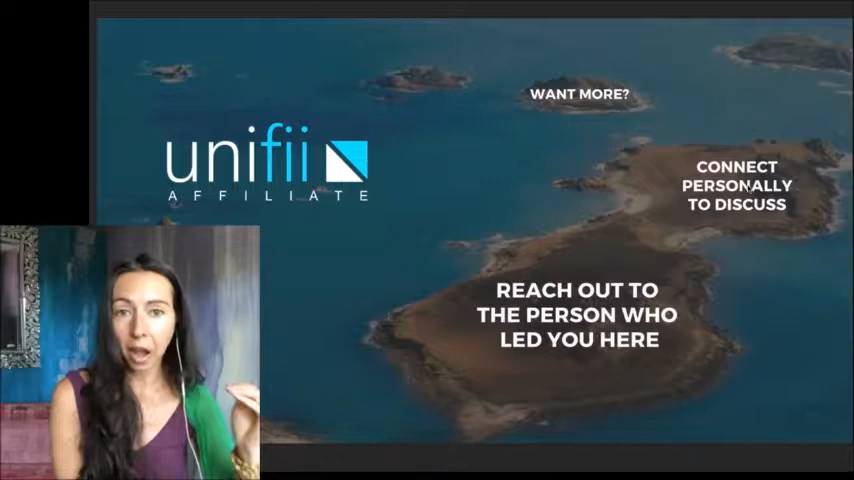 unifii
AFFILIATE
WANT MORE?
CONNECT
PERSONALLY
TO DISCUSS
REACH OUT TO
THE PERSON WHO
LED YOU HERE